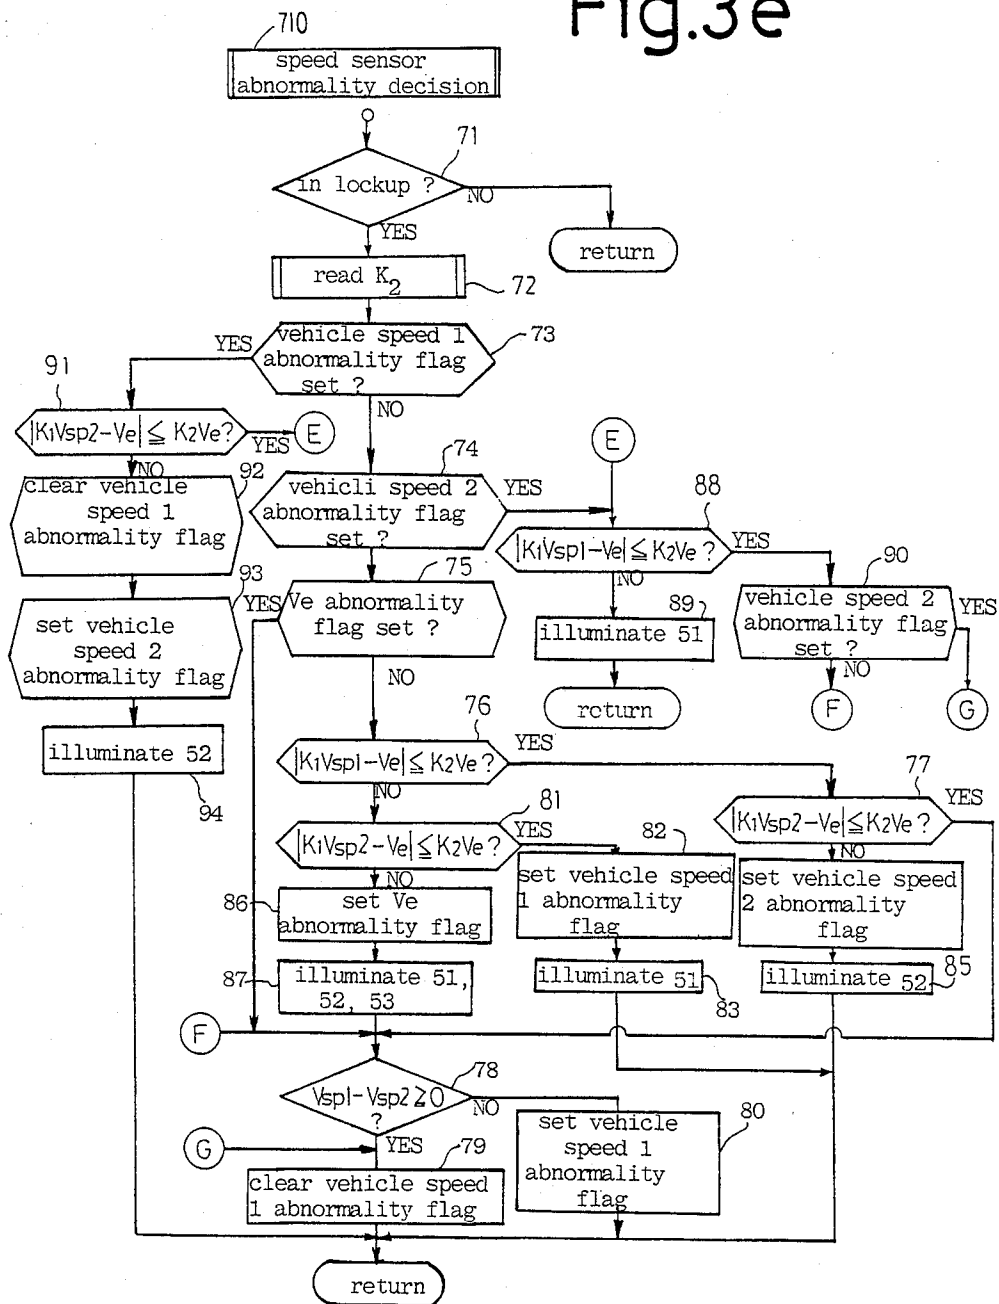 Fig.3e
710
speed sensor
abnormality decision
71
in lockup ?
NO
YES
return
read K2
72
vehicle speed 1
abnormality flag
set ?
73
YES
NO
91
|K1Vsp2-Ve| ≦ K2Ve?
YES
E
NO
92
clear vehicle
speed 1
abnormality flag
93
set vehicle
speed 2
abnormality flag
illuminate 52
94
74
vehicli speed 2
abnormality flag
set ?
YES
E
88
|K1Vsp1-Ve| ≦ K2Ve ?
YES
NO
89
illuminate 51
return
90
vehicle speed 2
abnormality flag
set ?
YES
NO
F
G
75
YES
Ve abnormality
flag set ?
NO
76
|K1Vsp1-Ve| ≦ K2Ve ?
YES
NO
77
|K1Vsp2-Ve| ≦ K2Ve ?
YES
NO
81
|K1Vsp2-Ve| ≦ K2Ve ?
YES
NO
82
set vehicle speed
1 abnormality
flag
set vehicle speed
2 abnormality
flag
86
set Ve
abnormality flag
87
illuminate 51,
52, 53
illuminate 51
83
illuminate 52
85
F
78
Vsp1-Vsp2 ≧ 0
?
NO
YES
G
79
clear vehicle speed
1 abnormality flag
80
set vehicle
speed 1
abnormality
flag
return